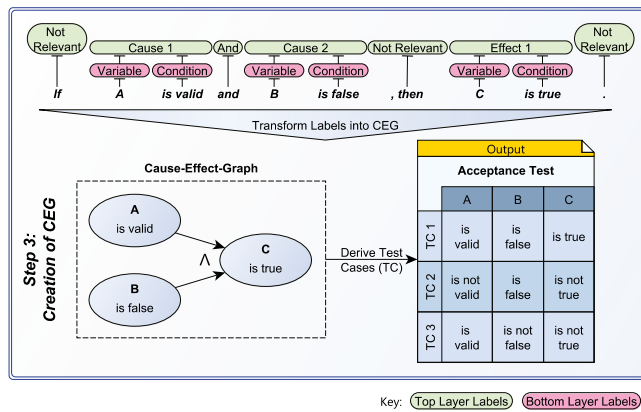 Not
Relevant
Cause 1
And
Cause 2
Not Relevant
Effect 1
Not
Relevant
Variable
Condition
Variable
Condition
Variable
Condition
If
A
is valid
and
B
is false
, then
C
is true
.
Transform Labels into CEG
Step 3:
Creation of CEG
Cause-Effect-Graph
A
is valid
B
is false
Λ
C
is true
Derive Test
Cases (TC)
Output
Acceptance Test
A B C
TC 1
is
valid
is
false
is true
TC 2
is not
valid
is
false
is not
true
TC 3
is
valid
is not
false
is not
true
Key: Top Layer Labels Bottom Layer Labels